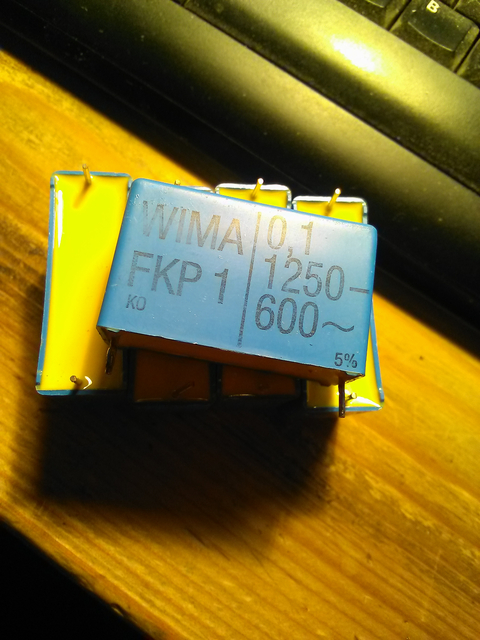 WIMA
FKP 1
KO
0,1
1250–
600~
5%
B